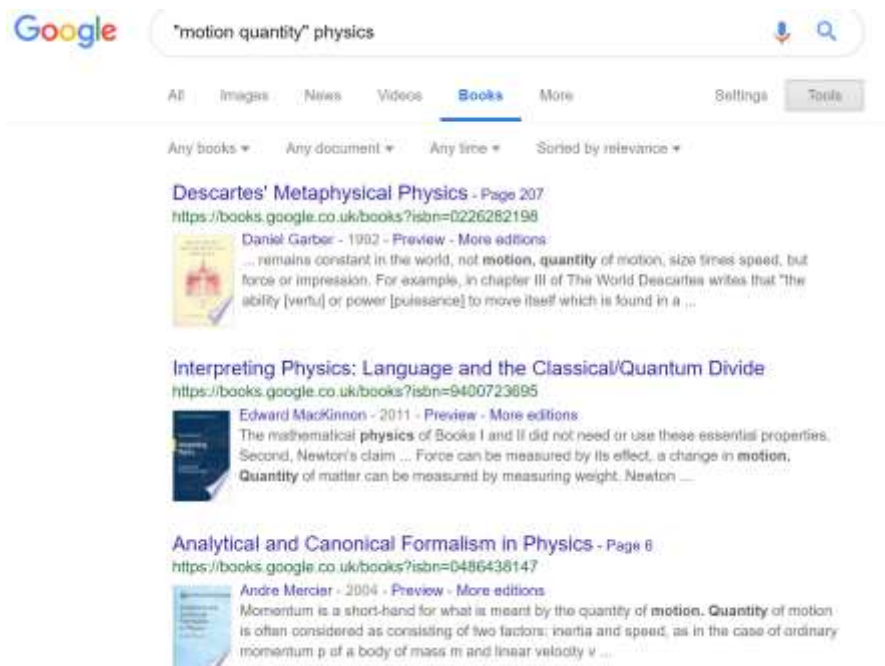 Google "motion quantity" physics
All Images News Videos Books More Settings Tools
Any books Any document Any time Sorted by relevance
Descartes' Metaphysical Physics - Page 207
https://books.google.co.uk/books?isbn=0226282198
Daniel Garber - 1992 - Preview - More editions
... remains constant in the world, not motion, quantity of motion, size times speed, but
force or impression. For example, in chapter III of The World Descartes writes that "the
ability [vertu] or power [puissance] to move itself which is found in a ...
Interpreting Physics: Language and the Classical/Quantum Divide
https://books.google.co.uk/books?isbn=9400723695
Edward MacKinnon - 2011 - Preview - More editions
The mathematical physics of Books I and II did not need or use these essential properties.
Second, Newton's claim ... Force can be measured by its effect, a change in motion.
Quantity of matter can be measured by measuring weight. Newton ...
Analytical and Canonical Formalism in Physics - Page 6
https://books.google.co.uk/books?isbn=0486438147
Andre Mercier - 2004 - Preview - More editions
Momentum is a short-hand for what is meant by the quantity of motion. Quantity of motion
is often considered as consisting of two factors: inertia and speed, as in the case of ordinary
momentum p of a body of mass m and linear velocity v ...